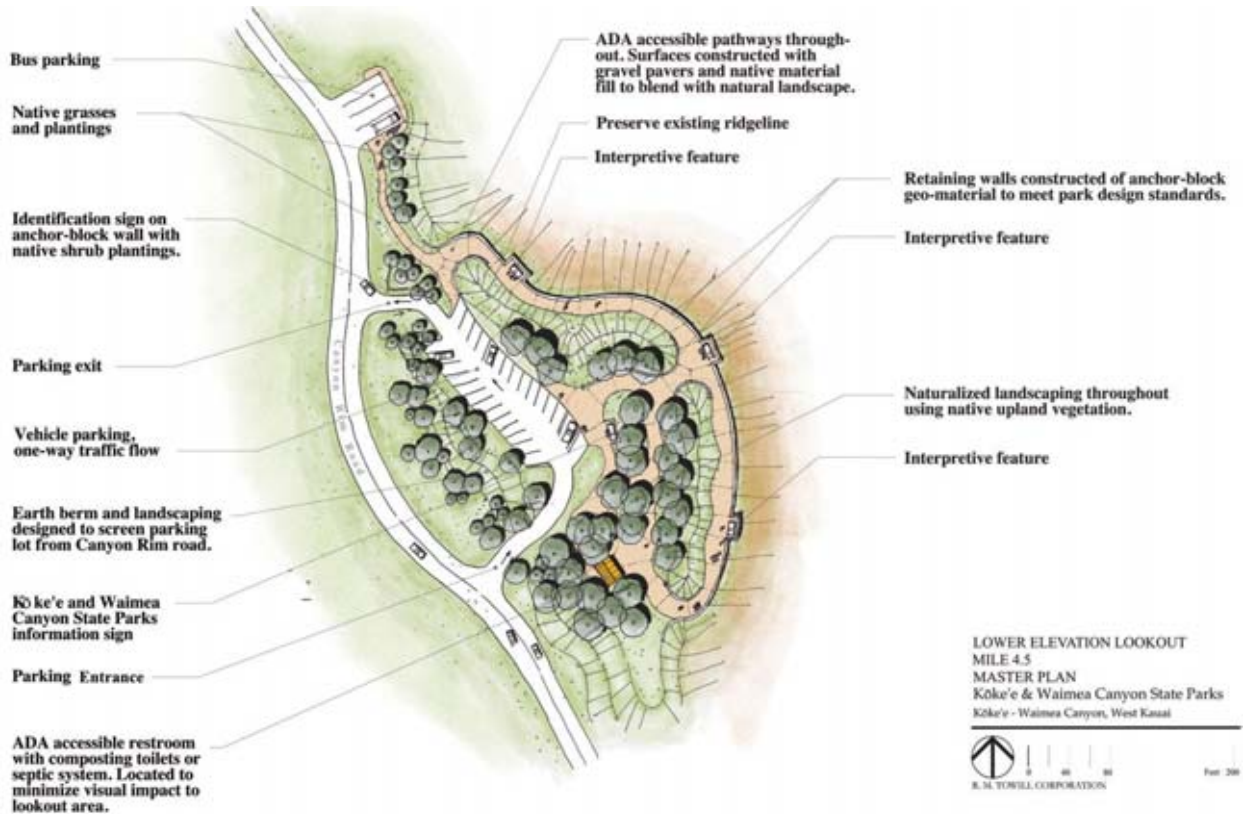 Bus parking
Native grasses
and plantings
Identification sign on
anchor-block wall with
native shrub plantings.
Parking exit
Vehicle parking,
one-way traffic flow
Earth berm and landscaping
designed to screen parking
lot from Canyon Rim road.
Kōke'e and Waimea
Canyon State Parks
information sign
Parking Entrance
ADA accessible restroom
with composting toilets or
septic system. Located to
minimize visual impact to
lookout area.
ADA accessible pathways through-
out. Surfaces constructed with
gravel pavers and native material
fill to blend with natural landscape.
Preserve existing ridgeline
Interpretive feature
Retaining walls constructed of anchor-block
geo-material to meet park design standards.
Interpretive feature
Naturalized landscaping throughout
using native upland vegetation.
Interpretive feature
Canyon Rim Road
LOWER ELEVATION LOOKOUT
MILE 4.5
MASTER PLAN
Kōke'e & Waimea Canyon State Parks
Kōke'e - Waimea Canyon, West Kauai
0 40 80 Feet 200
R. M. TOWILL CORPORATION